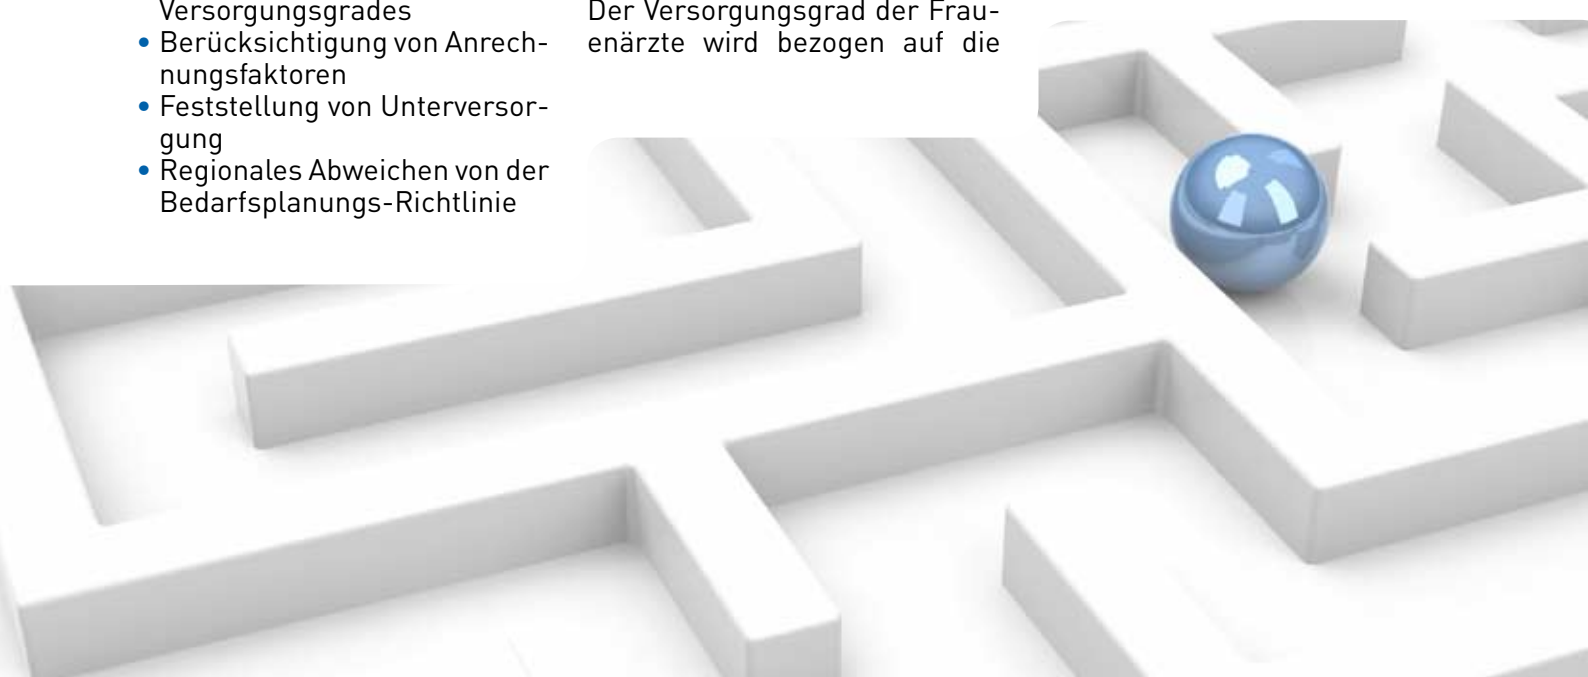 Versorgungsgrades
• Berücksichtigung von Anrech-
nungsfaktoren
• Feststellung von Unterversor-
gung
• Regionales Abweichen von der
Bedarfsplanungs-Richtlinie
Der Versorgungsgrad der Frau-
enärzte wird bezogen auf die